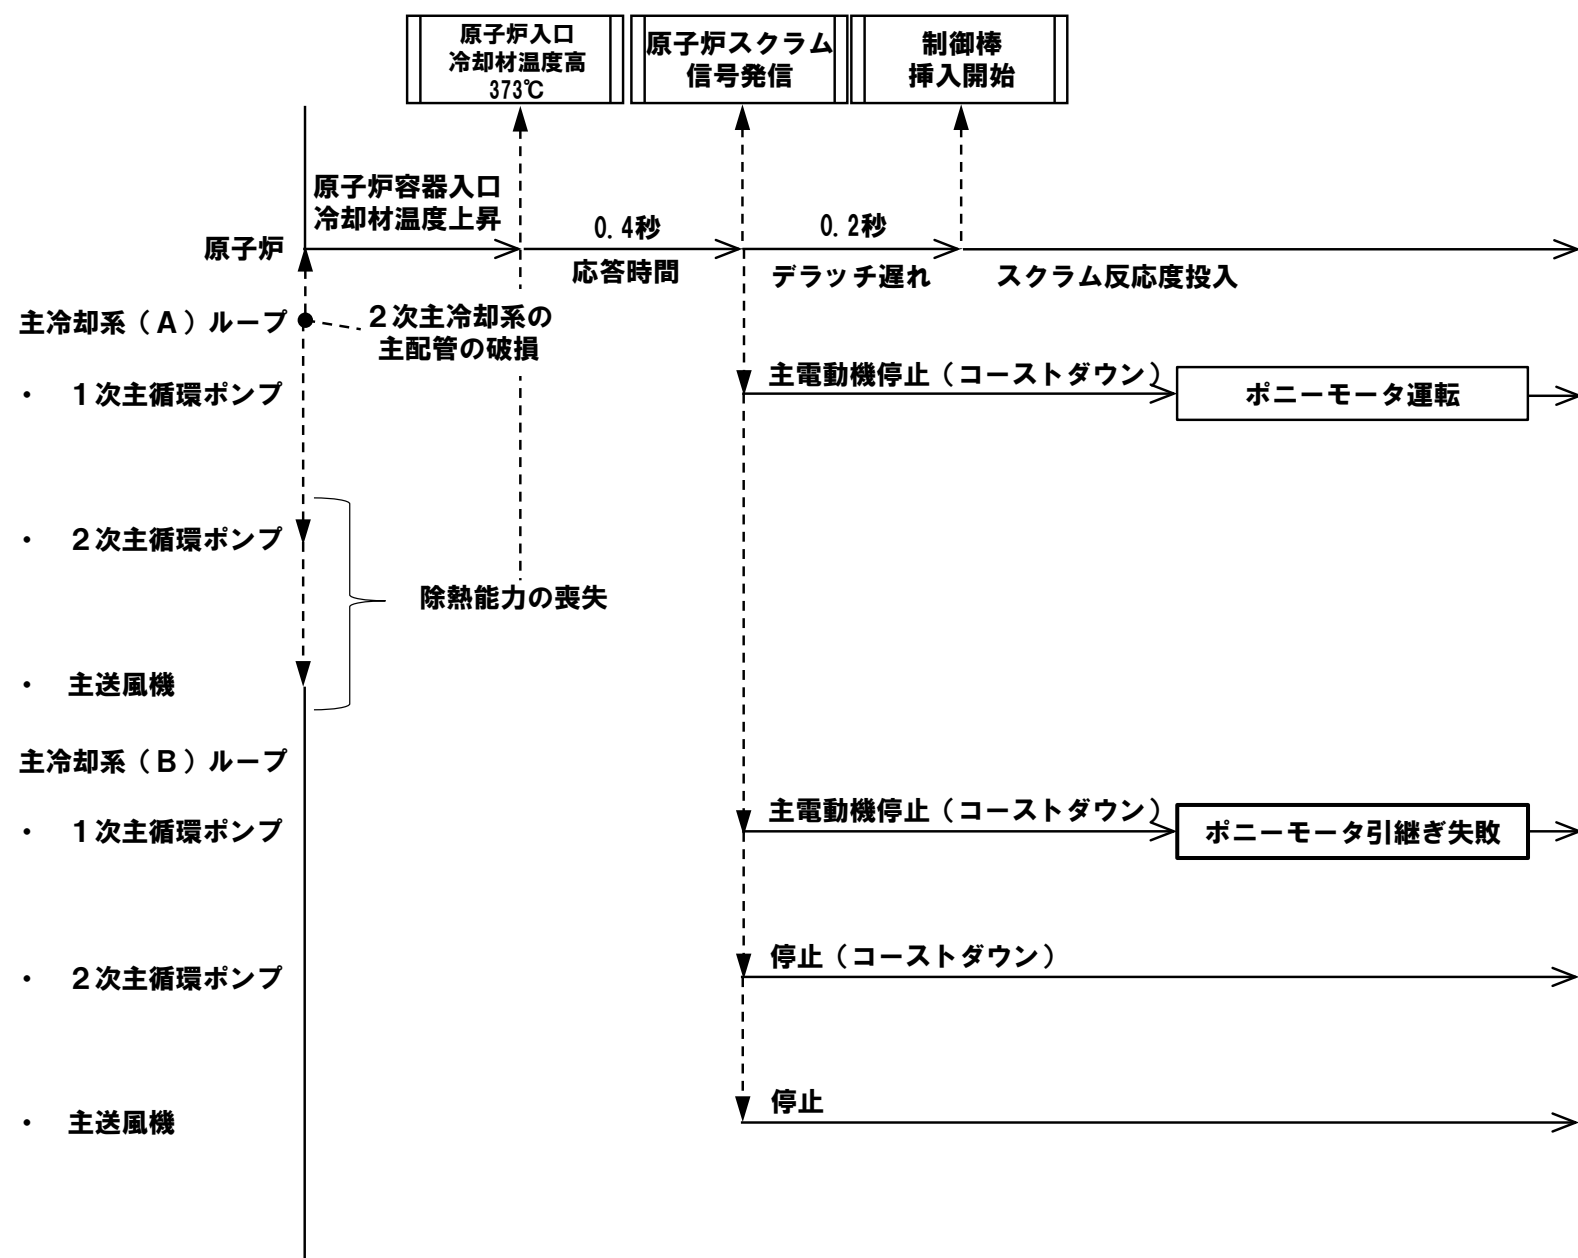 原子炉入口
冷却材温度高
373℃
原子炉スクラム
信号発信
制御棒
挿入開始
原子炉容器入口
冷却材温度上昇
0.4秒
0.2秒
原子炉
応答時間
デラッチ遅れ
スクラム反応度投入
主冷却系（A）ループ
２次主冷却系の
主配管の破損
・ １次主循環ポンプ
主電動機停止（コーストダウン）
ポニーモータ運転
・ ２次主循環ポンプ
除熱能力の喪失
・ 主送風機
主冷却系（B）ループ
・ １次主循環ポンプ
主電動機停止（コーストダウン）
ポニーモータ引継ぎ失敗
・ ２次主循環ポンプ
停止（コーストダウン）
・ 主送風機
停止